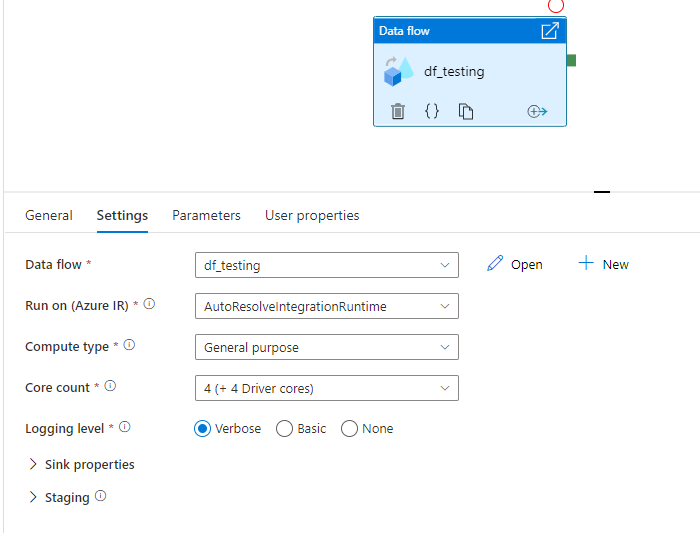 Data flow
df_testing
{}
General Settings Parameters User properties
Data flow * df_testing Open New
Run on (Azure IR) * AutoResolveIntegrationRuntime
Compute type * General purpose
Core count * 4 (+ 4 Driver cores)
Logging level * Verbose Basic None
Sink properties
Staging